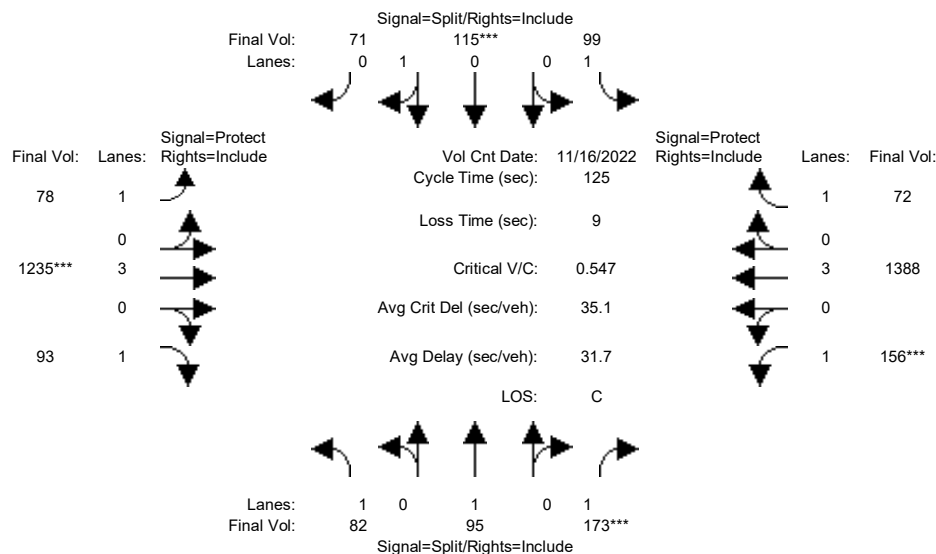 Signal=Split/Rights=Include
Final Vol: 71 115*** 99
Lanes: 0 1 0 0 1
Signal=Protect Signal=Protect
Final Vol: Lanes: Rights=Include Vol Cnt Date: 11/16/2022 Rights=Include Lanes: Final Vol:
Cycle Time (sec): 125
78 1 1 72
Loss Time (sec): 9
0 0
1235*** 3 Critical V/C: 0.547 3 1388
0 Avg Crit Del (sec/veh): 35.1 0
93 1 Avg Delay (sec/veh): 31.7 1 156***
LOS: C
Lanes: 1 0 1 0 1
Final Vol: 82 95 173***
Signal=Split/Rights=Include